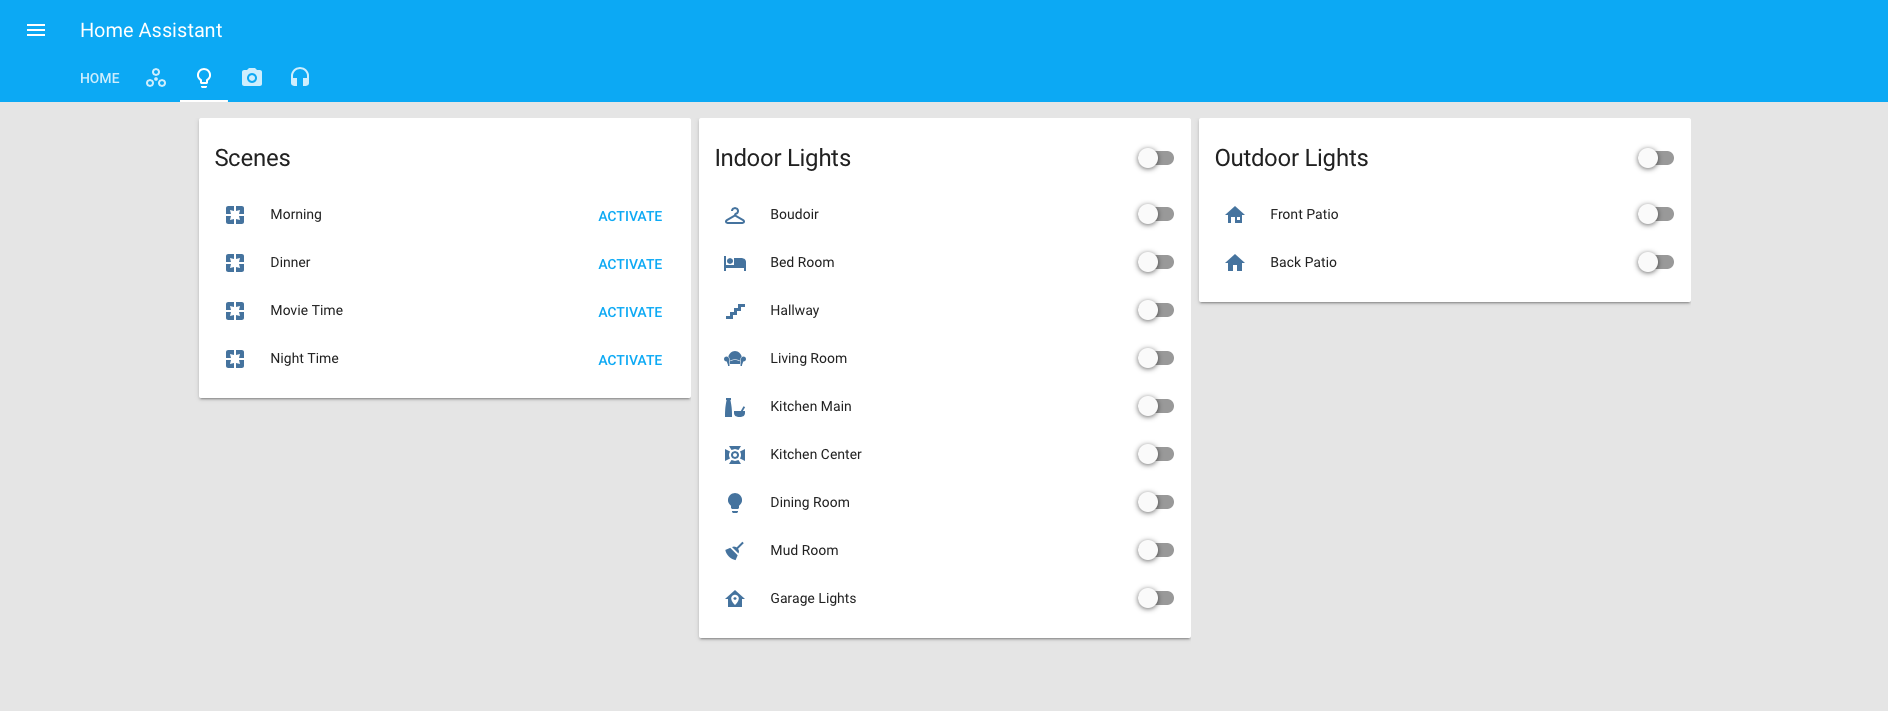 Home Assistant
HOME
Scenes
Morning ACTIVATE
Dinner ACTIVATE
Movie Time ACTIVATE
Night Time ACTIVATE
Indoor Lights
Boudoir
Bed Room
Hallway
Living Room
Kitchen Main
Kitchen Center
Dining Room
Mud Room
Garage Lights
Outdoor Lights
Front Patio
Back Patio